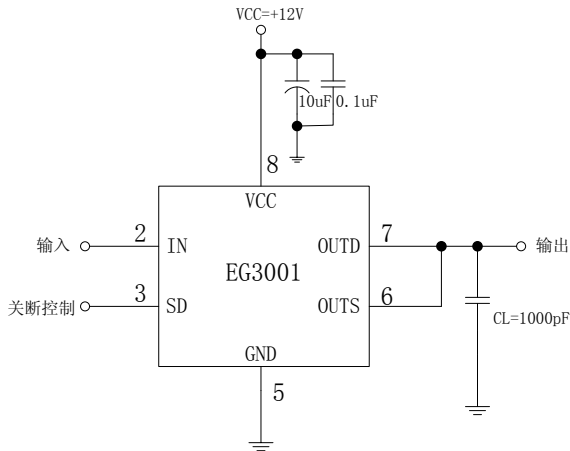 VCC=+12V
10uF 0.1uF
8
VCC
输入 2 IN OUTD 7 输出
EG3001
关断控制 3 SD OUTS 6
CL=1000pF
GND
5